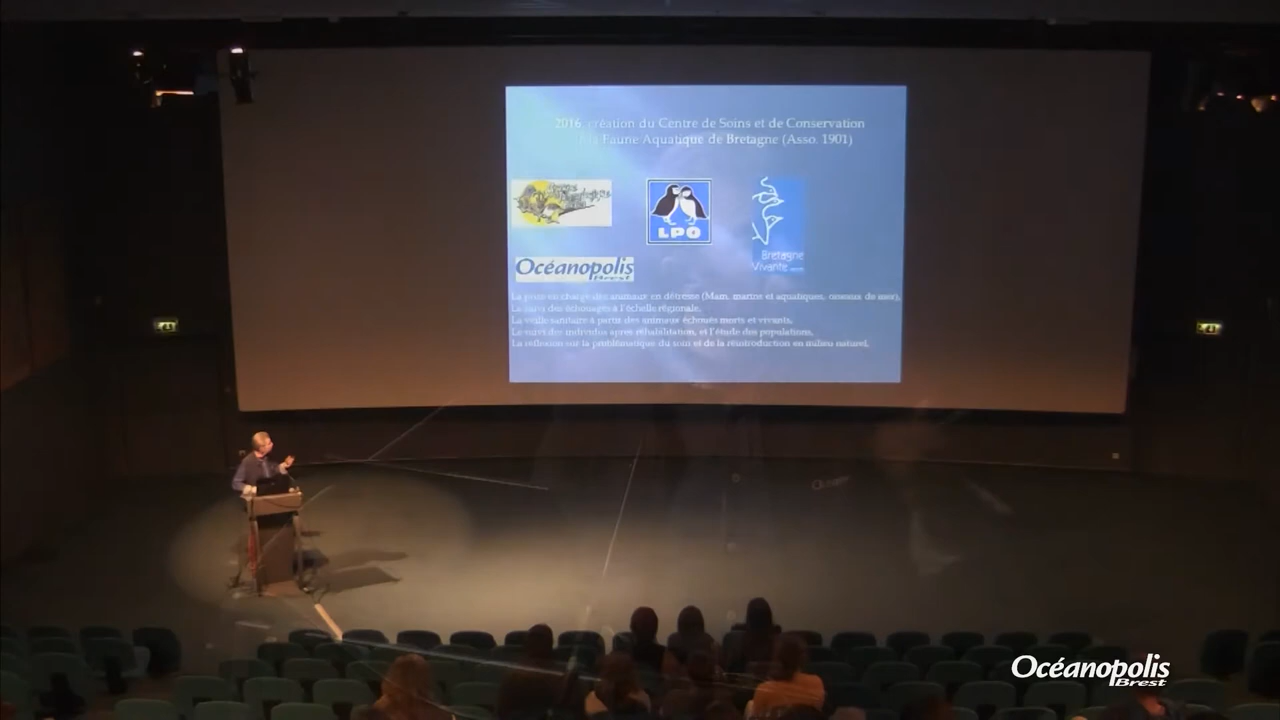 2016, création du Centre de Soins et de Conservation
Faune Aquatique de Bretagne (Asso. 1901)
LPO
Bretagne
Vivante
Océanopolis
Brest
La prise en charge des animaux en détresse (Mam. marins et aquatiques, oiseaux de mer),
Le suivi des échouages à l'échelle régionale,
La veille sanitaire à partir des animaux échoués morts et vivants,
Le suivi des individus après réhabilitation, et l'étude des populations,
La réflexion sur la problématique du soin et de la réintroduction en milieu naturel,
Océanopolis
Brest